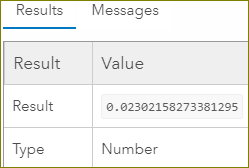 Results Messages
Result Value
Result 0.02302158273381295
Type Number